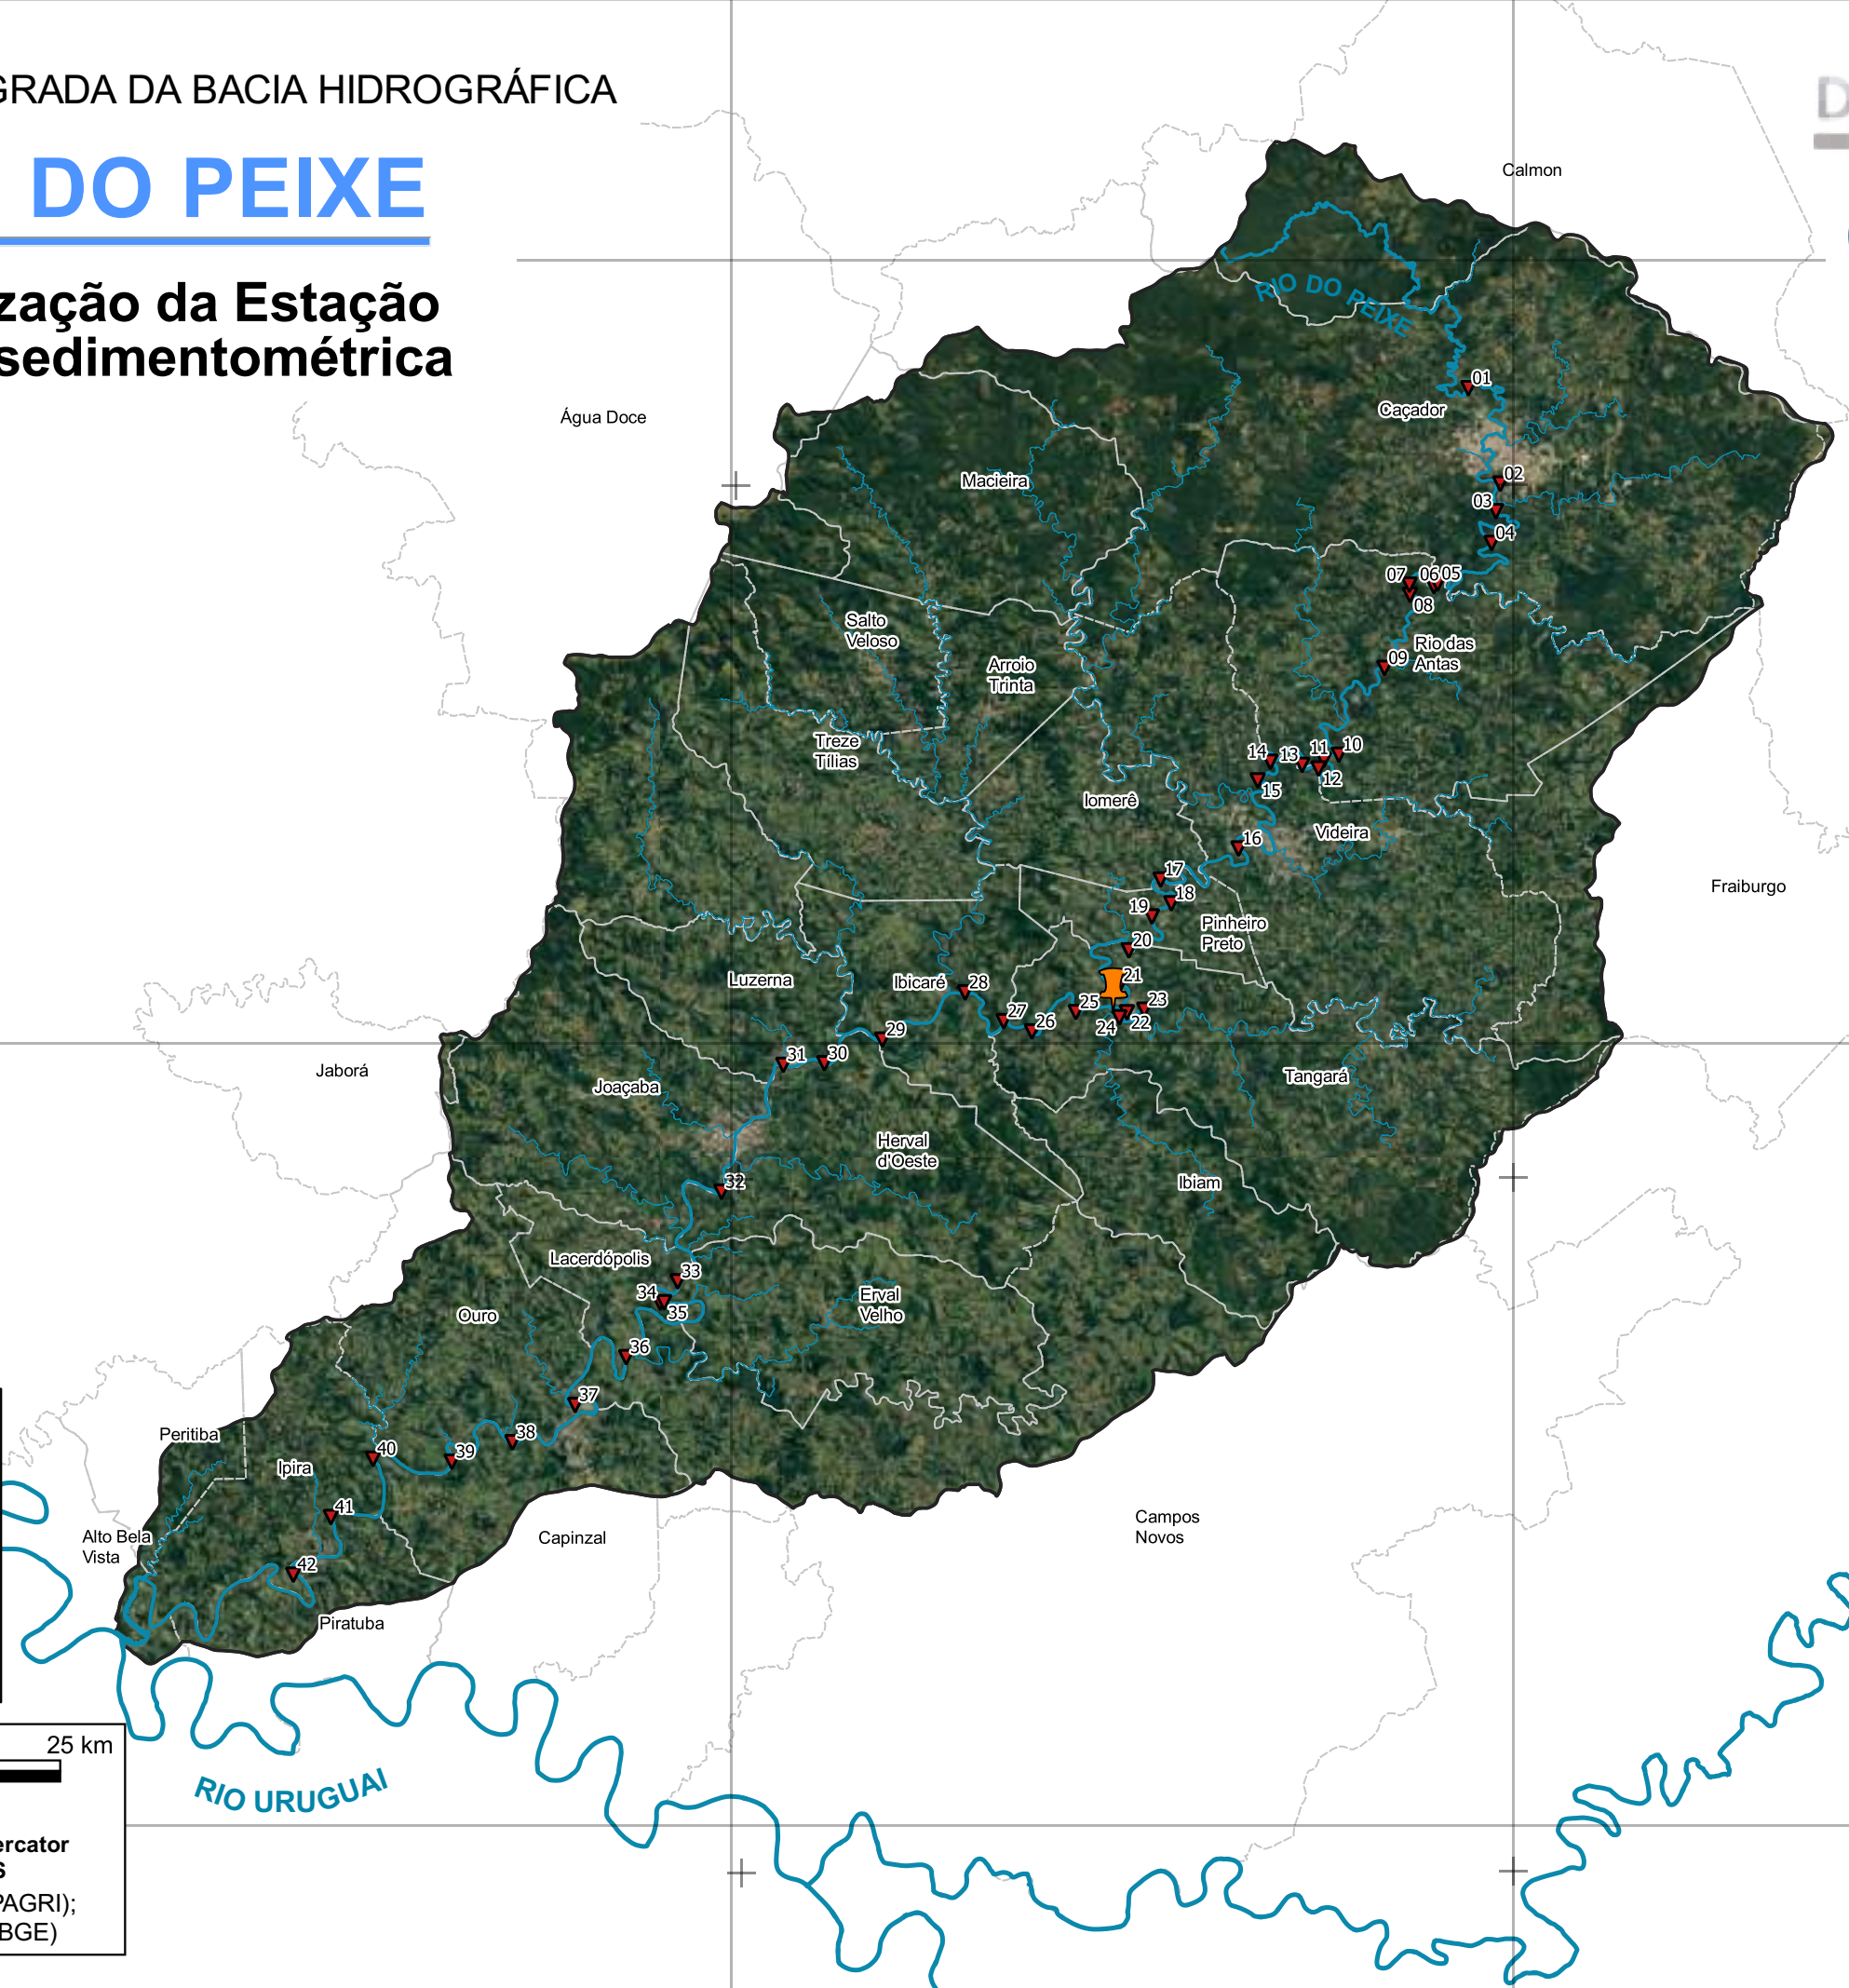 GRADA DA BACIA HIDROGRÁFICA
DO PEIXE
zação da Estação
sedimentométrica
D
Calmon
RIO DO PEIXE
01
Caçador
Água Doce
02
Macieira
03
04
07
06
05
08
Salto
Veloso
Rio das
Antas
09
Arroio
Trinta
Treze
Tílias
14
13
11
10
12
15
Iomerê
Videira
16
17
18
Fraiburgo
19
Pinheiro
Preto
20
21
Luzerna
Ibicaré
28
25
23
27
26
24
22
29
31
30
Jaborá
Joaçaba
Tangará
Herval
d'Oeste
32
Ibiam
Lacerdópolis
33
34
35
Erval
Velho
Ouro
36
37
Peritiba
38
40
39
Ipira
41
Campos
Novos
Alto Bela
Vista
Capinzal
42
Piratuba
25 km
RIO URUGUAI
ercator
S
PAGRI);
BGE)